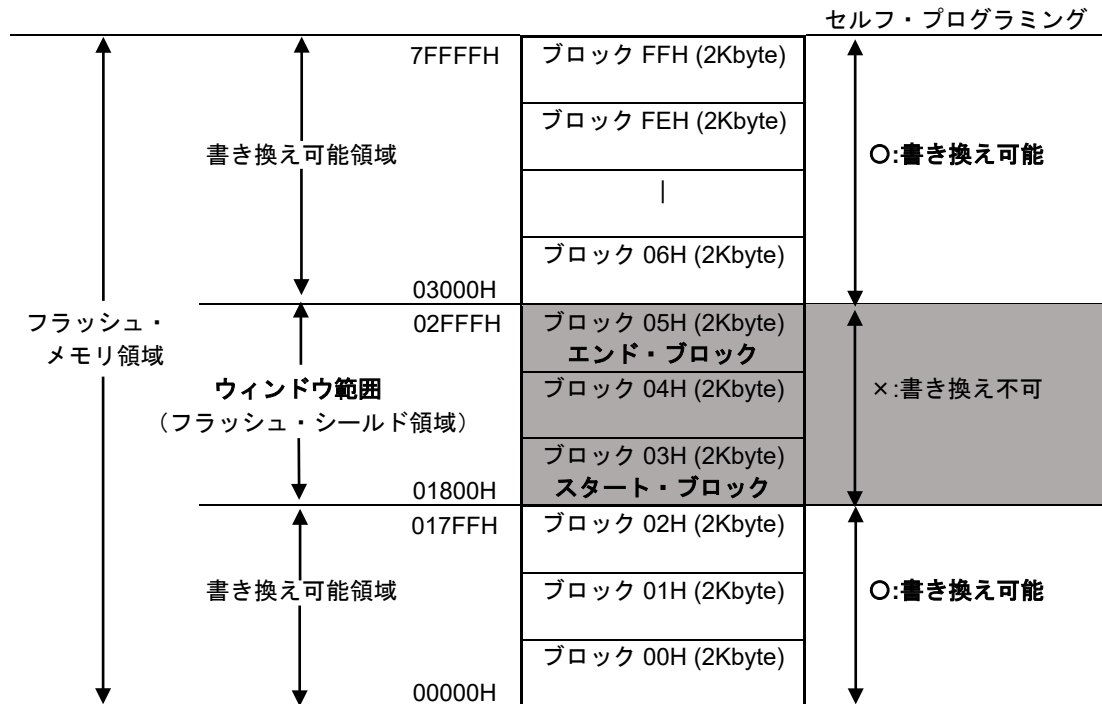 セルフ・プログラミング
7FFFFH
ブロック FFH (2Kbyte)
ブロック FEH (2Kbyte)
書き換え可能領域
○:書き換え可能
|
ブロック 06H (2Kbyte)
03000H
フラッシュ・
メモリ領域
02FFFH
ブロック 05H (2Kbyte)
エンド・ブロック
ウィンドウ範囲
（フラッシュ・シールド領域）
ブロック 04H (2Kbyte)
×:書き換え不可
ブロック 03H (2Kbyte)
スタート・ブロック
01800H
017FFH
ブロック 02H (2Kbyte)
書き換え可能領域
ブロック 01H (2Kbyte)
○:書き換え可能
ブロック 00H (2Kbyte)
00000H